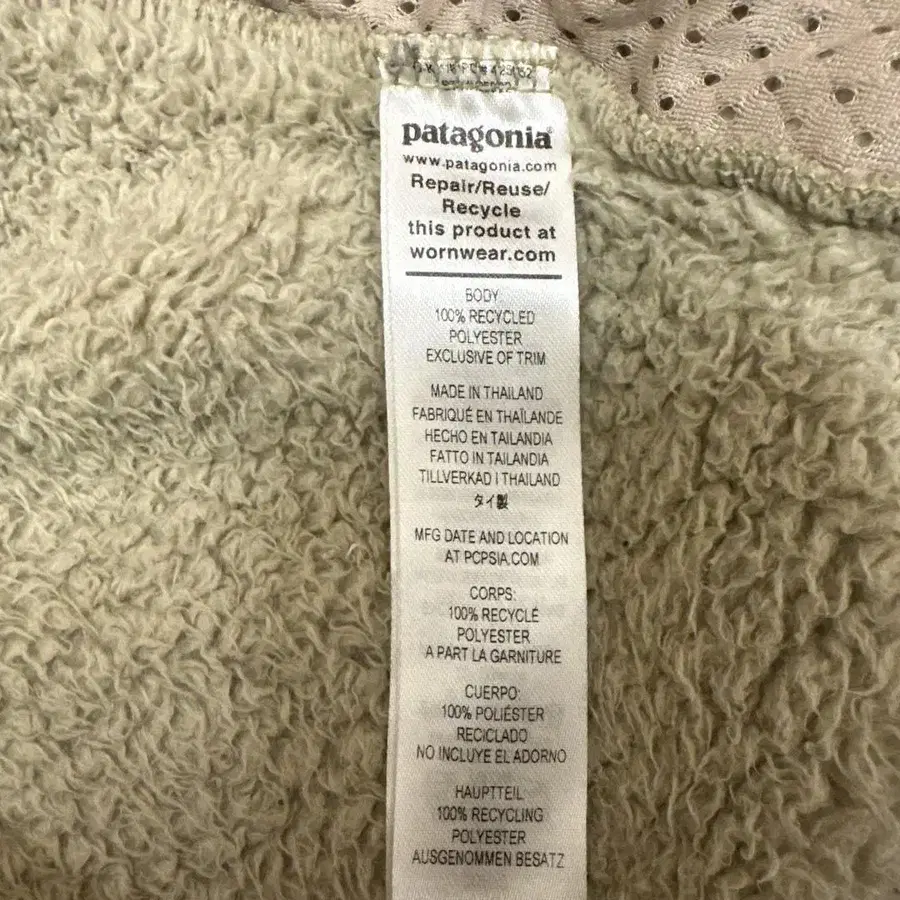 patagonia®
www.patagonia.com
Repair/Reuse/
Recycle
this product at
wornwear.com
BODY
100% RECYCLED
POLYESTER
EXCLUSIVE OF TRIM
MADE IN THAILAND
FABRIQUÉ EN THAÏLANDE
HECHO EN TAILANDIA
FATTO IN TAILANDIA
TILLVERKAD I THAILAND
タイ製
MFG DATE AND LOCATION
AT PCPSIA.COM
CORPS:
100% RECYCLÉ
POLYESTER
A PART LA GARNITURE
CUERPO:
100% POLIÉSTER
RECICLADO
NO INCLUYE EL ADORNO
HAUPTTEIL
100% RECYCLING
POLYESTER
AUSGENOMMEN BESATZ